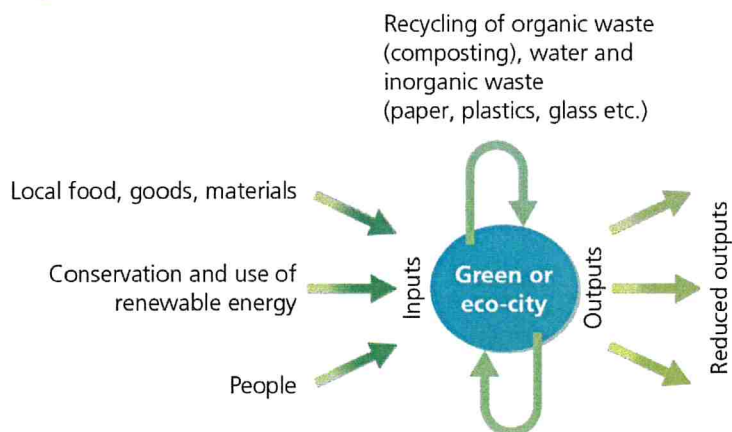 Recycling of organic waste
(composting), water and
inorganic waste
(paper, plastics, glass etc.)
Local food, goods, materials
Conservation and use of
renewable energy
People
Inputs
Green or
eco-city
Outputs
Reduced outputs